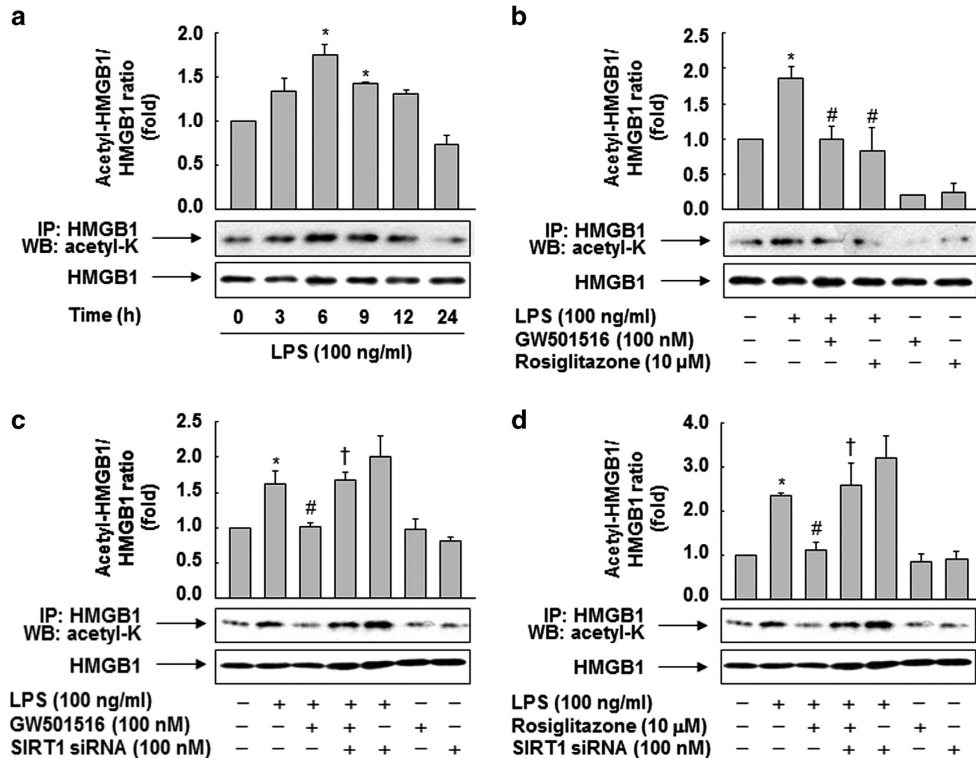 a
Acetyl-HMGB1/
HMGB1 ratio
(fold)
2.0
1.5
1.0
0.5
0.0
* *
IP: HMGB1
WB: acetyl-K
HMGB1
Time (h) 0 3 6 9 12 24
LPS (100 ng/ml)
b
Acetyl-HMGB1/
HMGB1 ratio
(fold)
2.5
2.0
1.5
1.0
0.5
0.0
* # #
IP: HMGB1
WB: acetyl-K
HMGB1
LPS (100 ng/ml) – + + + – –
GW501516 (100 nM) – – + – + –
Rosiglitazone (10 µM) – – – + – +
c
Acetyl-HMGB1/
HMGB1 ratio
(fold)
2.5
2.0
1.5
1.0
0.5
0.0
* # †
IP: HMGB1
WB: acetyl-K
HMGB1
LPS (100 ng/ml) – + + + + – –
GW501516 (100 nM) – – + + – + –
SIRT1 siRNA (100 nM) – – – + + – +
d
Acetyl-HMGB1/
HMGB1 ratio
(fold)
4.0
3.0
2.0
1.0
0.0
* # †
IP: HMGB1
WB: acetyl-K
HMGB1
LPS (100 ng/ml) – + + + + – –
Rosiglitazone (10 µM) – – + + – + –
SIRT1 siRNA (100 nM) – – – + + – +